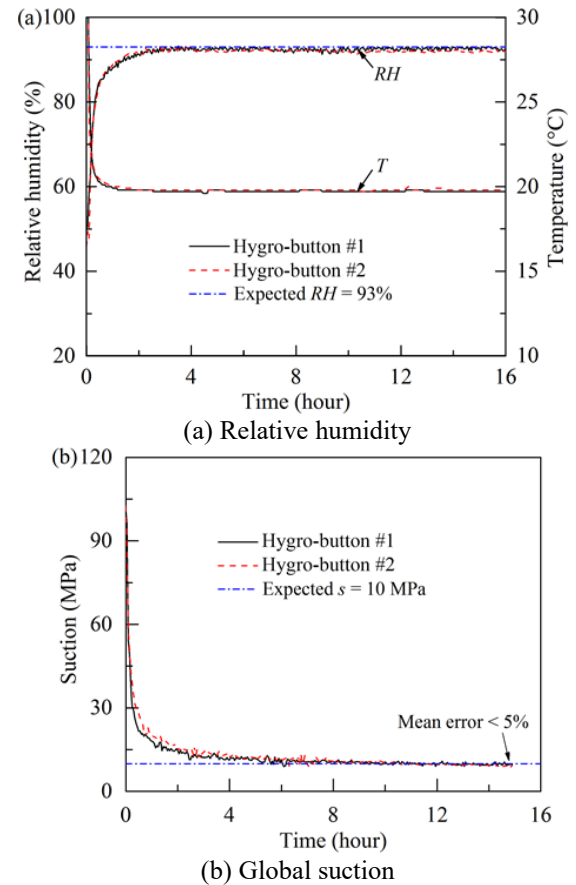 (a) 100
90
80
60
40
20
30
25
20
15
10
Relative humidity (%)
Temperature (°C)
RH
T
Hygro-button #1
Hygro-button #2
Expected RH = 93%
0 4 8 12 16
Time (hour)
(a) Relative humidity
(b) 120
90
60
30
0
Suction (MPa)
Hygro-button #1
Hygro-button #2
Expected s = 10 MPa
Mean error < 5%
0 4 8 12 16
Time (hour)
(b) Global suction